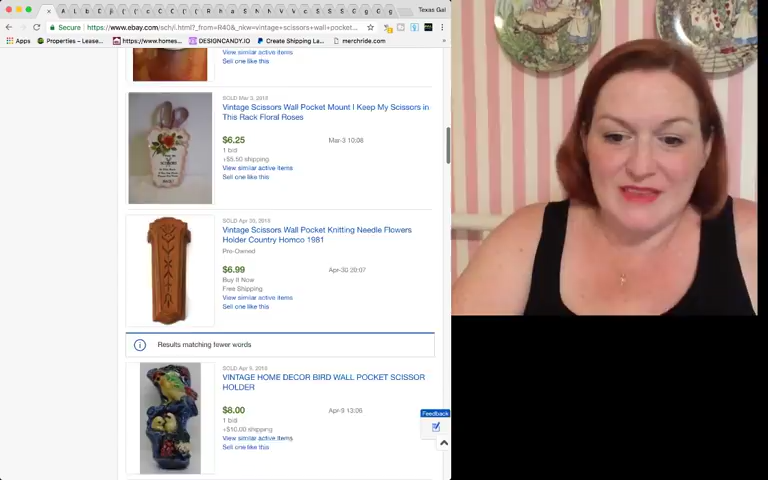 Texas Gal
Secure https://www.ebay.com/sch/i.html?_from=R40&_nkw=vintage+scissors+wall+pocket...
Apps Properties – Lease... https://www.homes... DESIGNCANDY.IO Create Shipping La... merchride.com
View similar active items
Sell one like this
SOLD Mar 3, 2018
Vintage Scissors Wall Pocket Mount I Keep My Scissors in
This Rack Floral Roses
$6.25 Mar-3 10:08
1 bid
+$5.50 shipping
View similar active items
Sell one like this
SOLD Apr 30, 2018
Vintage Scissors Wall Pocket Knitting Needle Flowers
Holder Country Homco 1981
Pre-Owned
$6.99 Apr-30 20:07
Buy It Now
Free Shipping
View similar active items
Sell one like this
Results matching fewer words
SOLD Apr 9, 2018
VINTAGE HOME DECOR BIRD WALL POCKET SCISSOR
HOLDER
$8.00 Apr-9 13:06
1 bid
+$10.00 shipping
View similar active items
Sell one like this
Feedback